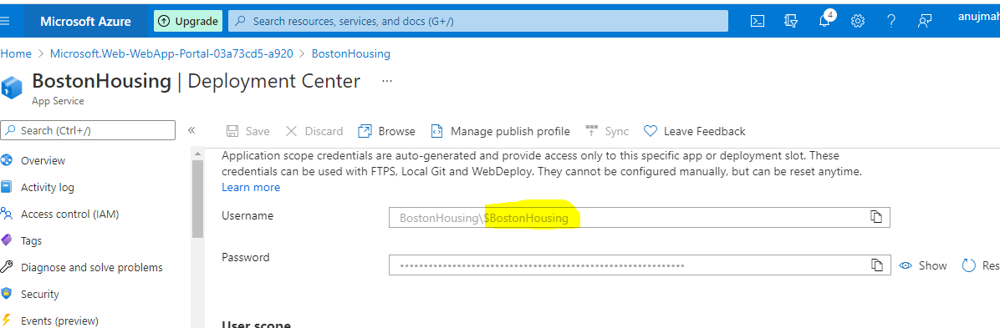 Microsoft Azure
Upgrade
Search resources, services, and docs (G+/)
4
anujmah
Home > Microsoft.Web-WebApp-Portal-03a73cd5-a920 > BostonHousing
BostonHousing | Deployment Center ...
App Service
Search (Ctrl+/)
«
Save
Discard
Browse
Manage publish profile
Sync
Leave Feedback
Overview
Activity log
Access control (IAM)
Tags
Diagnose and solve problems
Security
Events (preview)
Application scope credentials are auto-generated and provide access only to this specific app or deployment slot. These
credentials can be used with FTPS, Local Git and WebDeploy. They cannot be configured manually, but can be reset anytime.
Learn more
Username
BostonHousing\$BostonHousing
Password
Show
Res
User scope